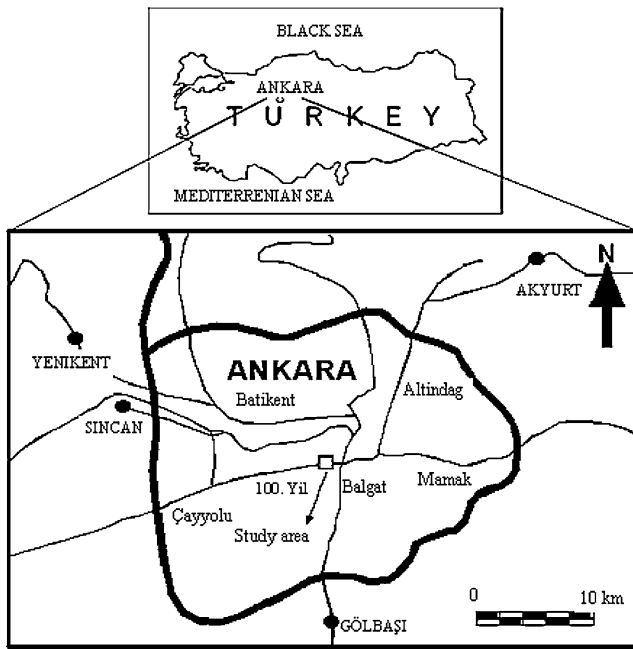 BLACK SEA
ANKARA
TÜRKEY
MEDITERRENIAN SEA
N
AKYURT
YENIKENT
ANKARA
Batikent
Altindag
SINCAN
100. Yil
Balgat
Mamak
Çayyolu
Study area
0 10 km
GÖLBAŞI